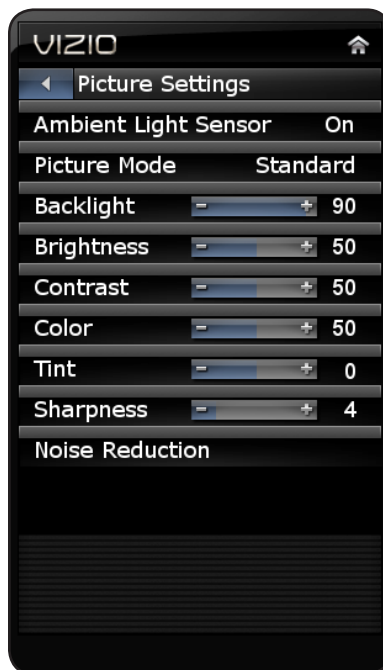 VIZIO
Picture Settings
Ambient Light Sensor On
Picture Mode Standard
Backlight - + 90
Brightness - + 50
Contrast - + 50
Color - + 50
Tint - + 0
Sharpness - + 4
Noise Reduction